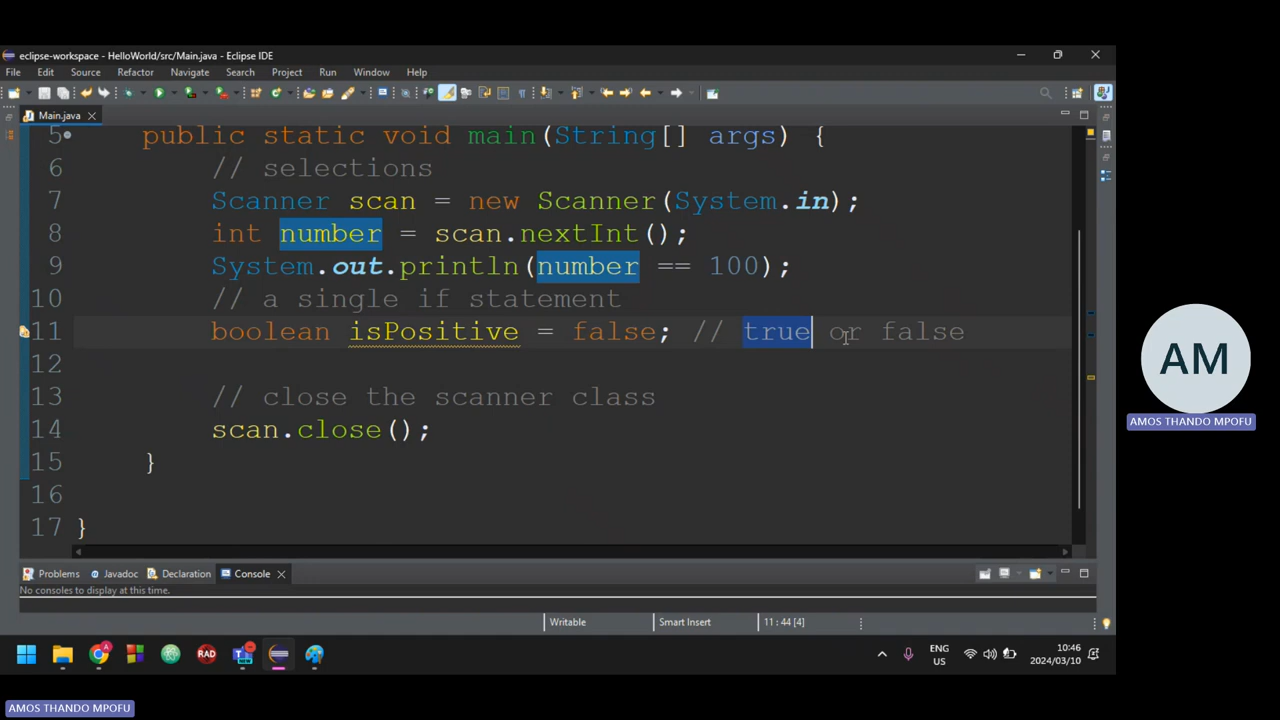 eclipse-workspace - HelloWorld/src/Main.java - Eclipse IDE
File Edit Source Refactor Navigate Search Project Run Window Help
Main.java
5 public static void main(String[] args) {
6 // selections
7 Scanner scan = new Scanner(System.in);
8 int number = scan.nextInt();
9 System.out.println(number == 100);
10 // a single if statement
11 boolean isPositive = false; // true or false
12
13 // close the scanner class
14 scan.close();
15 }
16
17 }
AM
AMOS THANDO MPOFU
Problems Javadoc Declaration Console
No consoles to display at this time.
Writable Smart Insert 11 : 44 [4]
RAD
ENG
US
10:46
2024/03/10
AMOS THANDO MPOFU